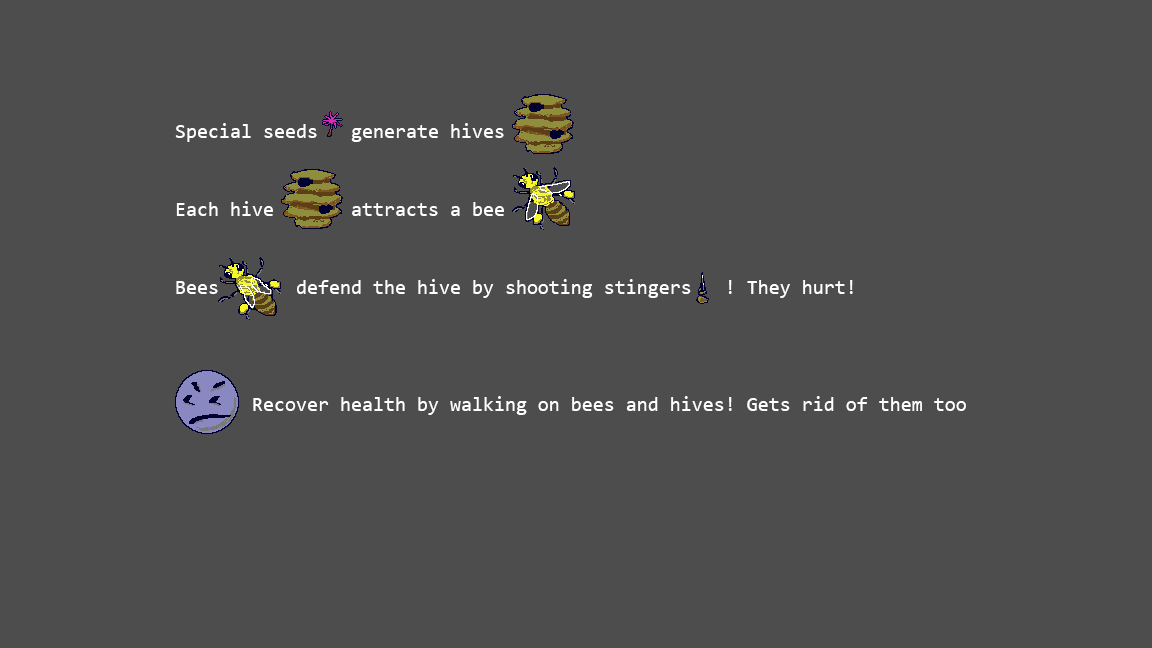 Special seeds generate hives
Each hive attracts a bee
Bees defend the hive by shooting stingers ! They hurt!
Recover health by walking on bees and hives! Gets rid of them too